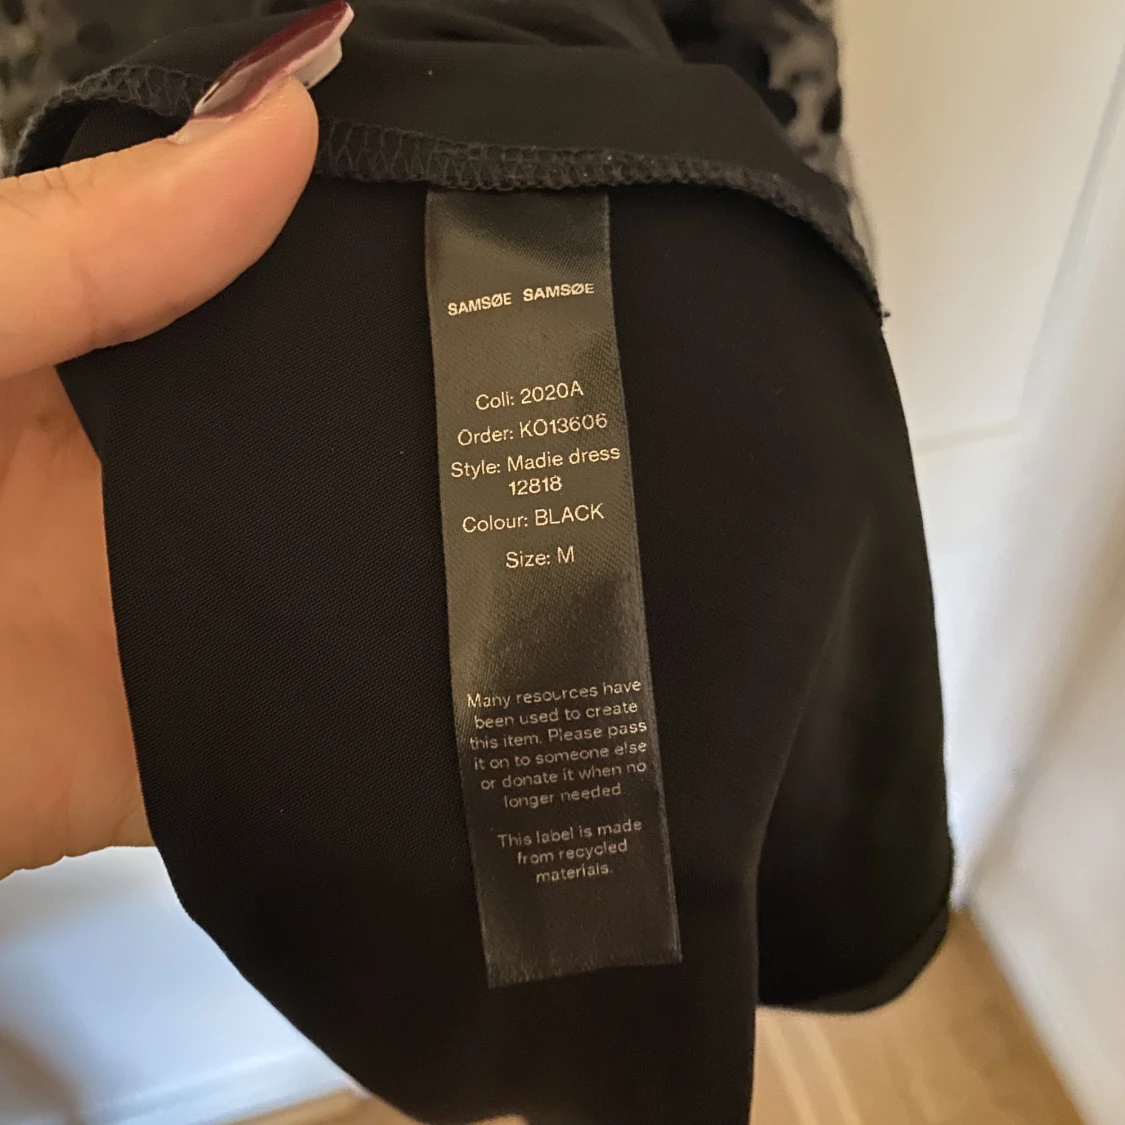 SAMSØE SAMSØE
Coll: 2020A
Order: KO13606
Style: Madie dress
12818
Colour: BLACK
Size: M
Many resources have
been used to create
this item. Please pass
it on to someone else
or donate it when no
longer needed
This label is made
from recycled
materials.